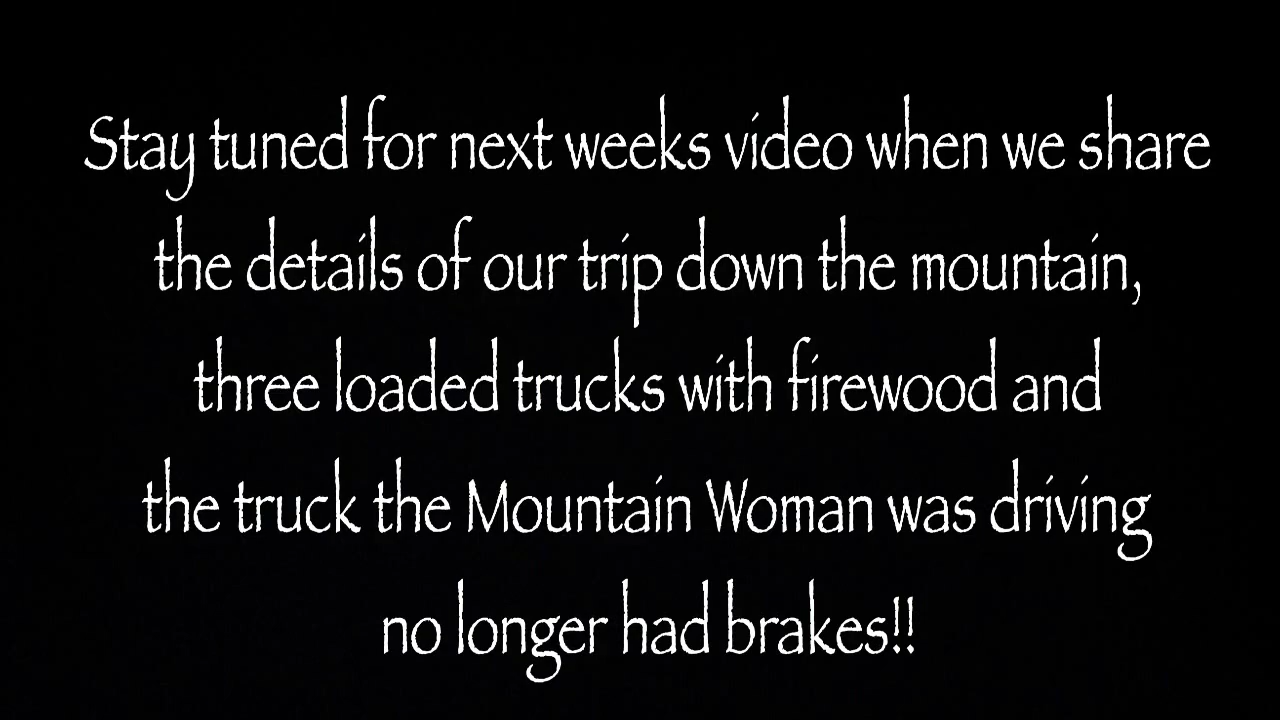 Stay tuned for next weeks video when we share
the details of our trip down the mountain,
three loaded trucks with firewood and
the truck the Mountain Woman was driving
no longer had brakes!!